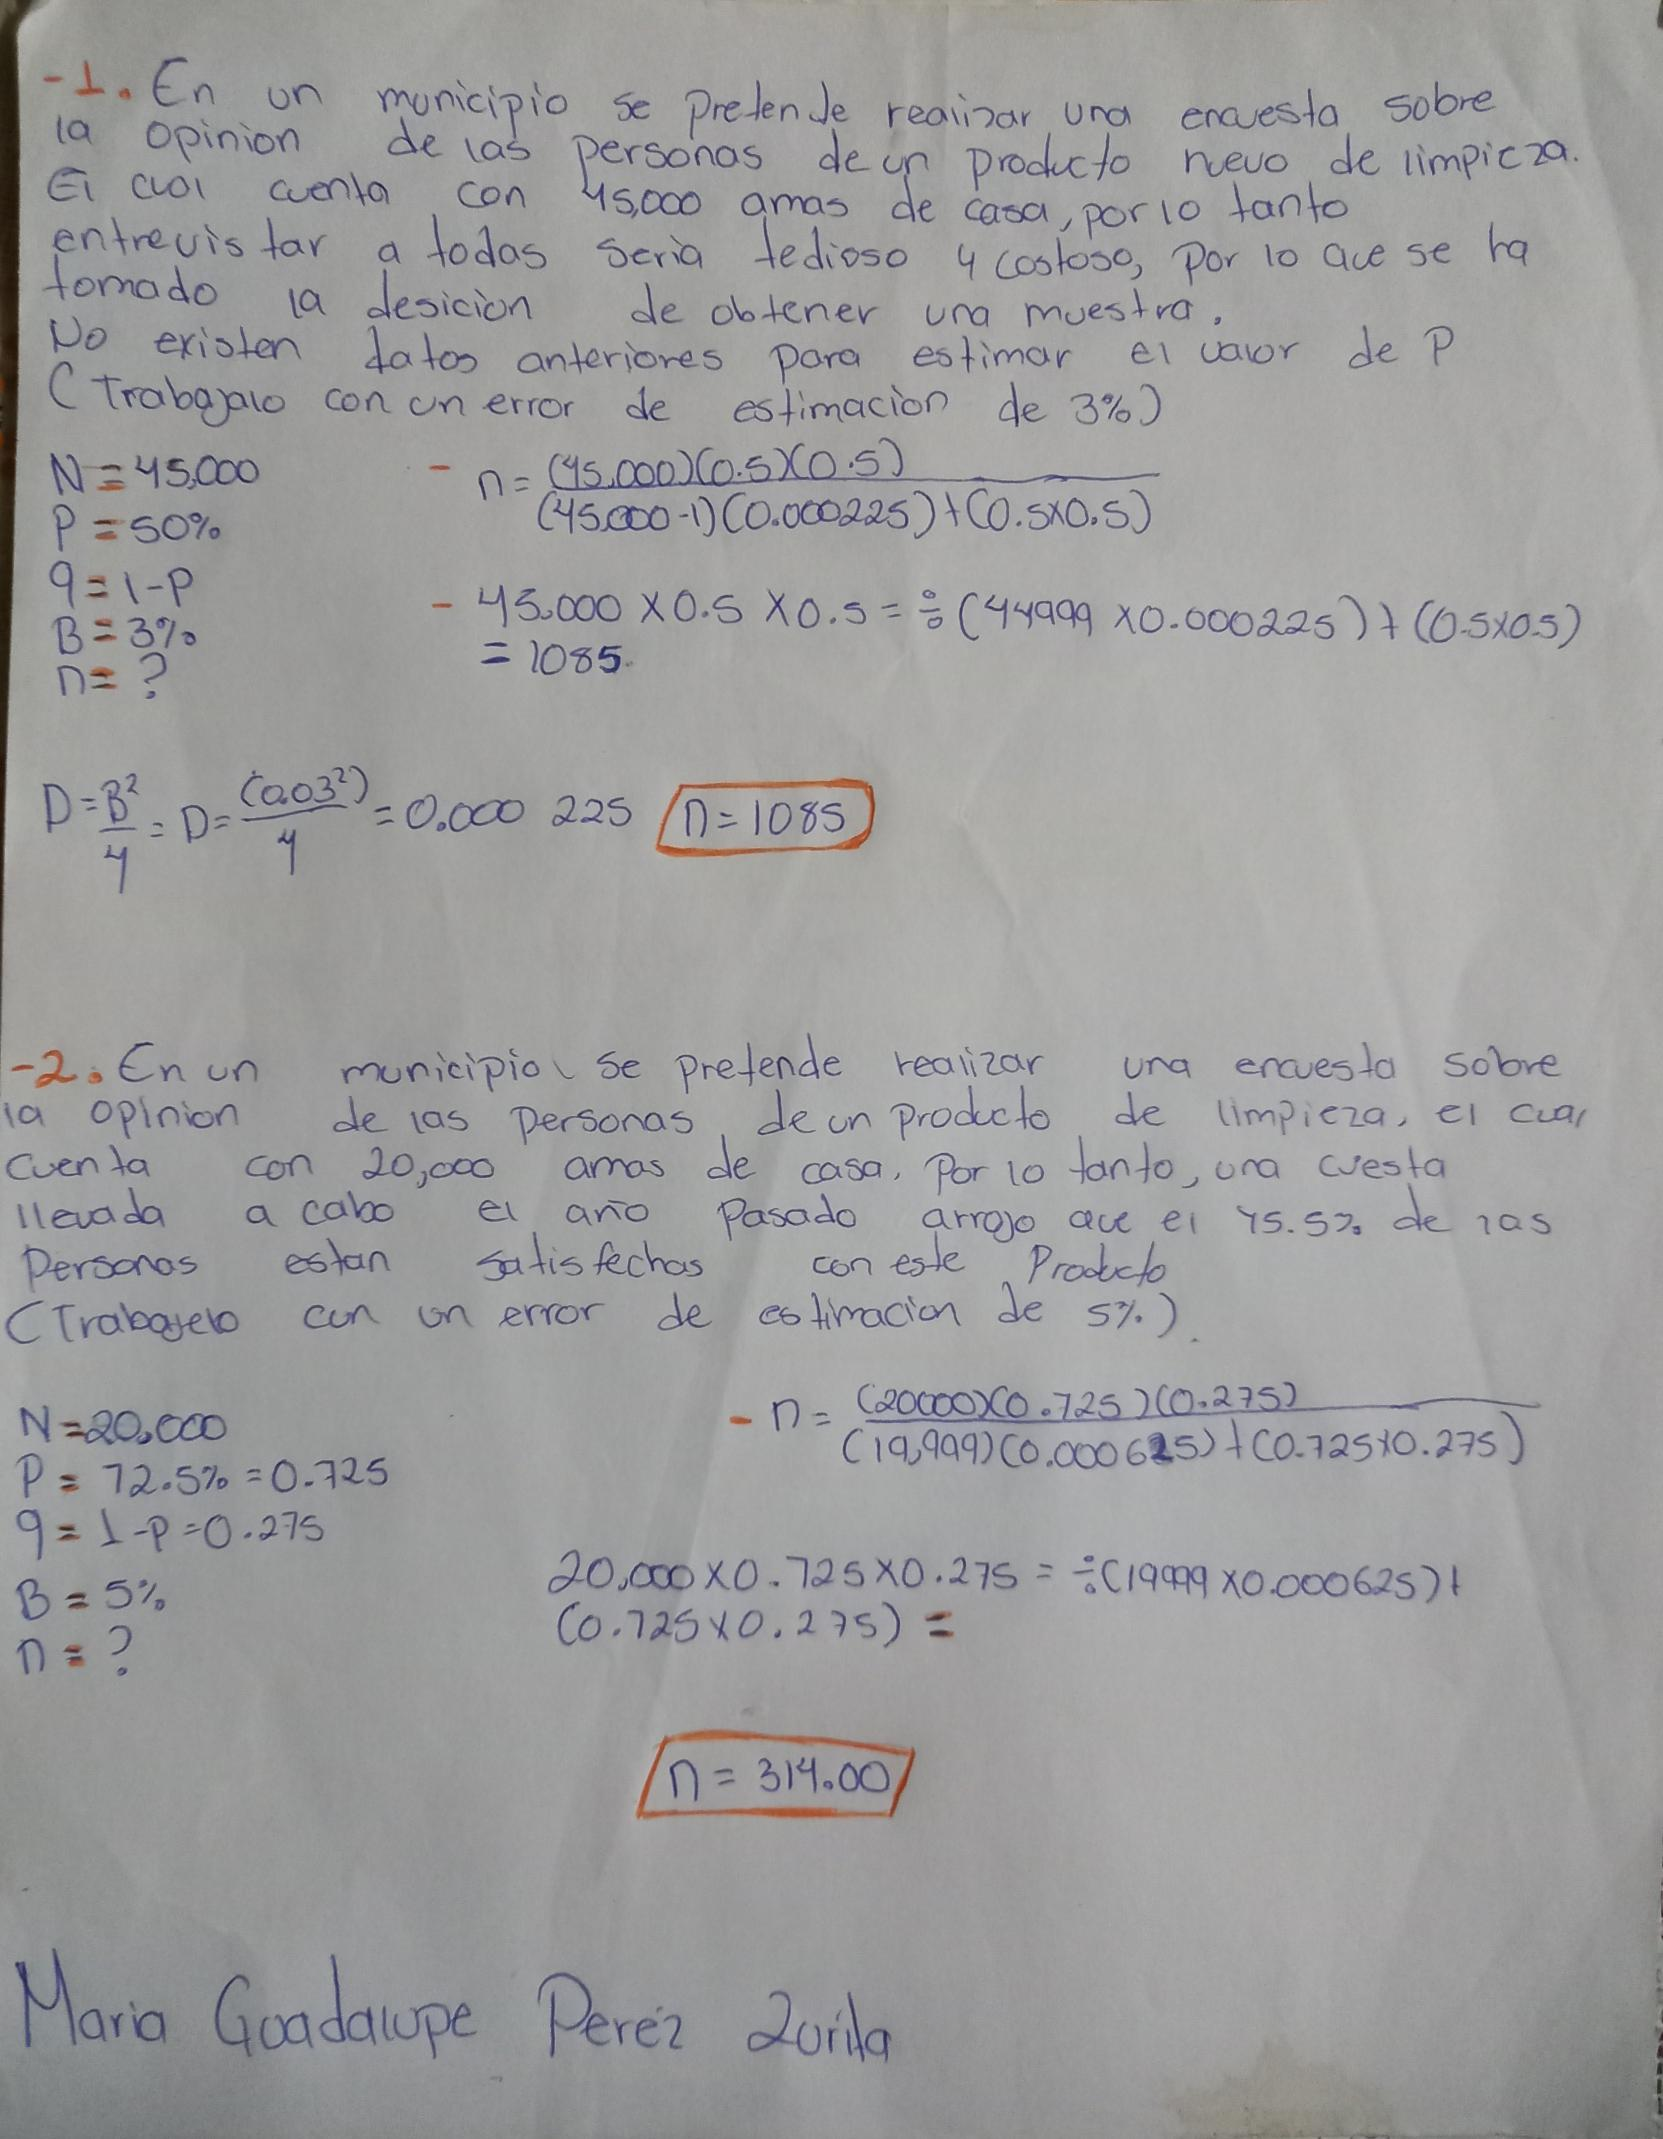 -1. En un municipio se pretende realizar una encuesta sobre
la opinion de las personas de un producto nuevo de limpieza.
El cual cuenta con 45,000 amas de casa, por lo tanto
entrevistar a todas seria tedioso y costoso, por lo que se ha
tomado la desición de obtener una muestra.
No existen datos anteriores para estimar el valor de P
(Trabajalo con un error de estimación de 3%)
N = 45,000
P = 50%
q = 1-P
B = 3%
n = ?
- n = (45,000)(0.5)(0.5)
(45,000-1)(0.000225)+(0.5x0.5)
- 45,000 x 0.5 x 0.5 = ÷ (44999 x 0.000225) + (0.5x0.5)
= 1085.
D = B²/4 = D = (0.03²)/4 = 0.000 225 n = 1085
-2. En un municipio se pretende realizar una encuesta sobre
la opinion de las personas de un producto de limpieza, el cual
cuenta con 20,000 amas de casa. Por lo tanto, una cuesta
llevada a cabo el año pasado arrojo que el 45.5% de las
Personas estan satisfechas con este Producto
(Trabajelo con un error de estimacion de 5%).
N = 20,000
P = 72.5% = 0.725
q = 1-P = 0.275
B = 5%
n = ?
- n = (20000)(0.725)(0.275)
(19,999)(0.000625)+(0.725x0.275)
20,000 x 0.725 x 0.275 = ÷ (19999 x 0.000625) +
(0.725 x 0.275) =
n = 314.00
Maria Guadalupe Perez Zurita